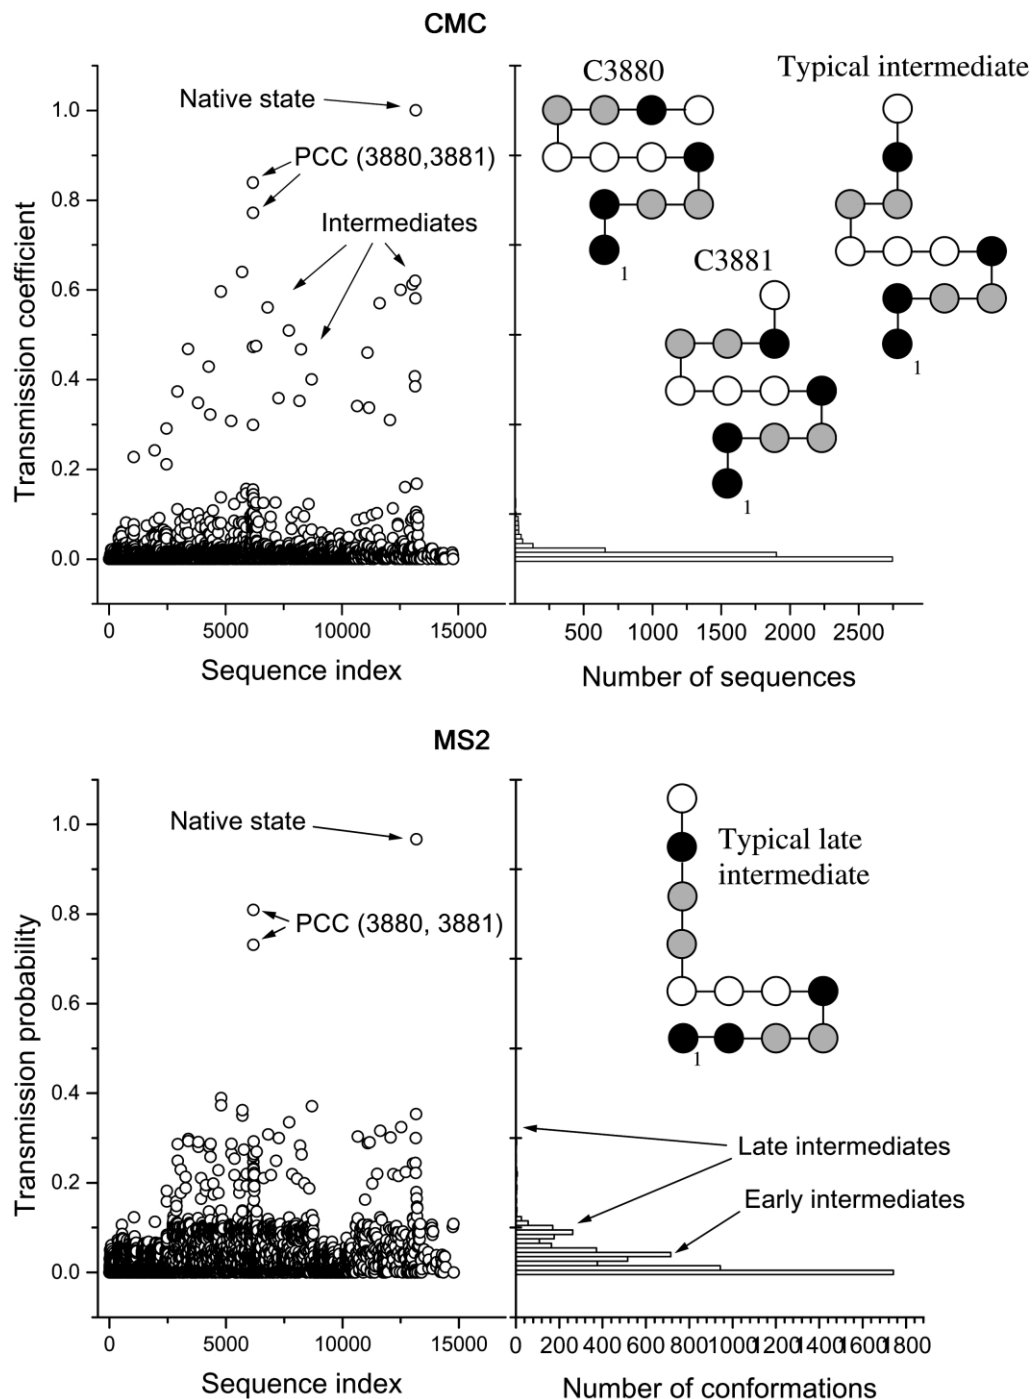 CMC
Native state
PCC (3880,3881)
Intermediates
Transmission coefficient
1.0
0.8
0.6
0.4
0.2
0.0
0
5000
10000
15000
Sequence index
C3880
Typical intermediate
1
C3881
1
1
500
1000
1500
2000
2500
Number of sequences
MS2
Native state
PCC (3880, 3881)
Transmission probability
1.0
0.8
0.6
0.4
0.2
0.0
0
5000
10000
15000
Sequence index
Typical late
intermediate
1
Late intermediates
Early intermediates
0
200
400
600
800
1000
1200
1400
1600
1800
Number of conformations